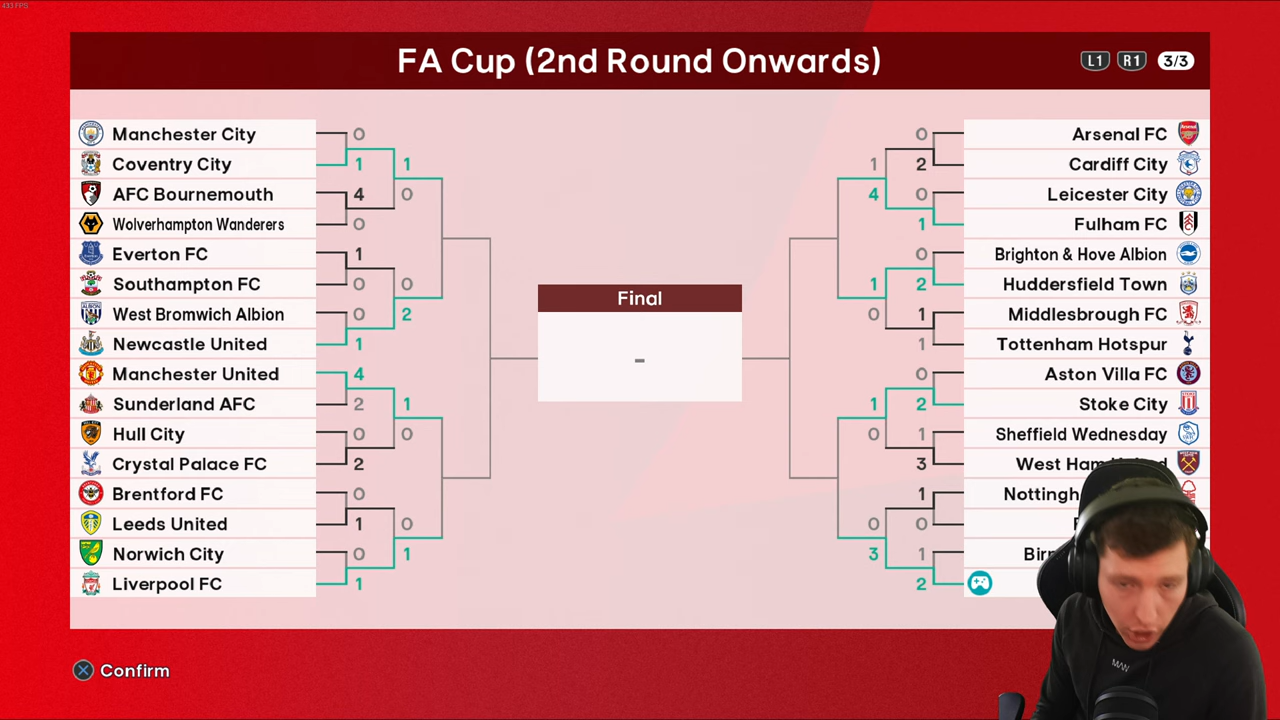 433 FPS
FA Cup (2nd Round Onwards)
L1 R1 3/3
Manchester City 0
Coventry City 1 1
AFC Bournemouth 4 0
Wolverhampton Wanderers 0
Everton FC 1
Southampton FC 0 0
West Bromwich Albion 0 2
Newcastle United 1
Manchester United 4
Sunderland AFC 2 1
Hull City 0 0
Crystal Palace FC 2
Brentford FC 0
Leeds United 1 0
Norwich City 0 1
Liverpool FC 1
Final
-
0 Arsenal FC
1 2 Cardiff City
4 0 Leicester City
1 Fulham FC
0 Brighton & Hove Albion
1 2 Huddersfield Town
0 1 Middlesbrough FC
1 Tottenham Hotspur
0 Aston Villa FC
1 2 Stoke City
0 1 Sheffield Wednesday
3 West Ham
1
0 0
3 1
2
Confirm
MAN